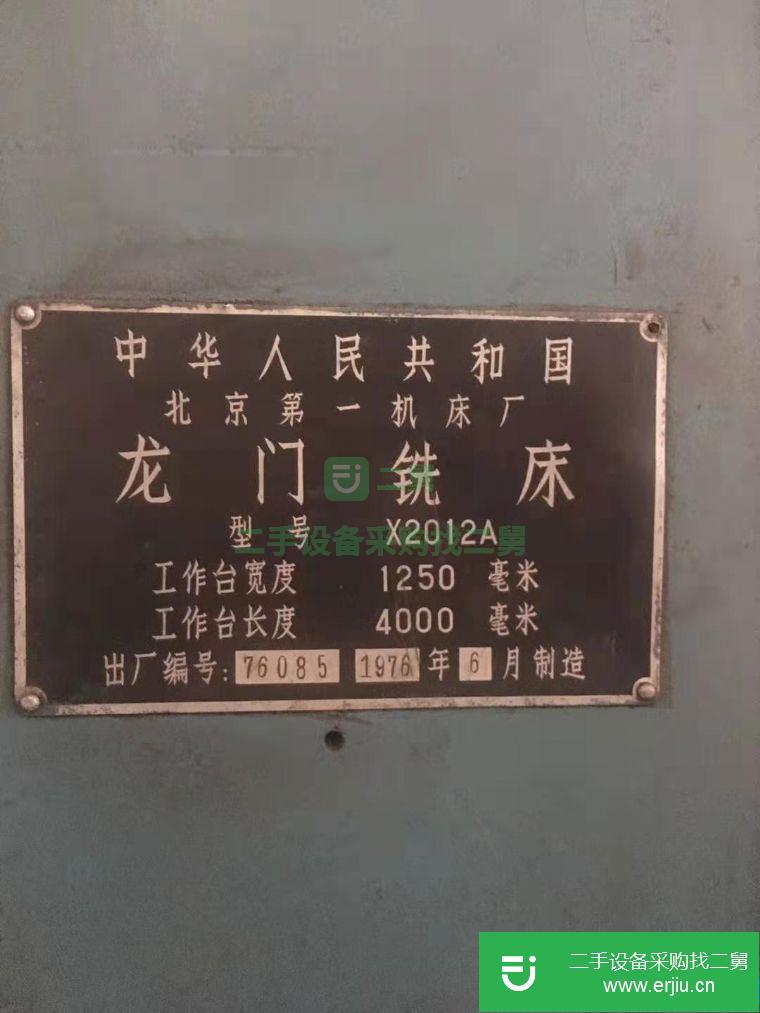 中华人民共和国
北京第一机床厂
龙门铣床
二舅
型号 X2012A
二手设备采购找二舅
工作台宽度 1250 毫米
工作台长度 4000 毫米
出厂编号: 76085 1976 年 6 月制造
二手设备采购找二舅
www.erjiu.cn